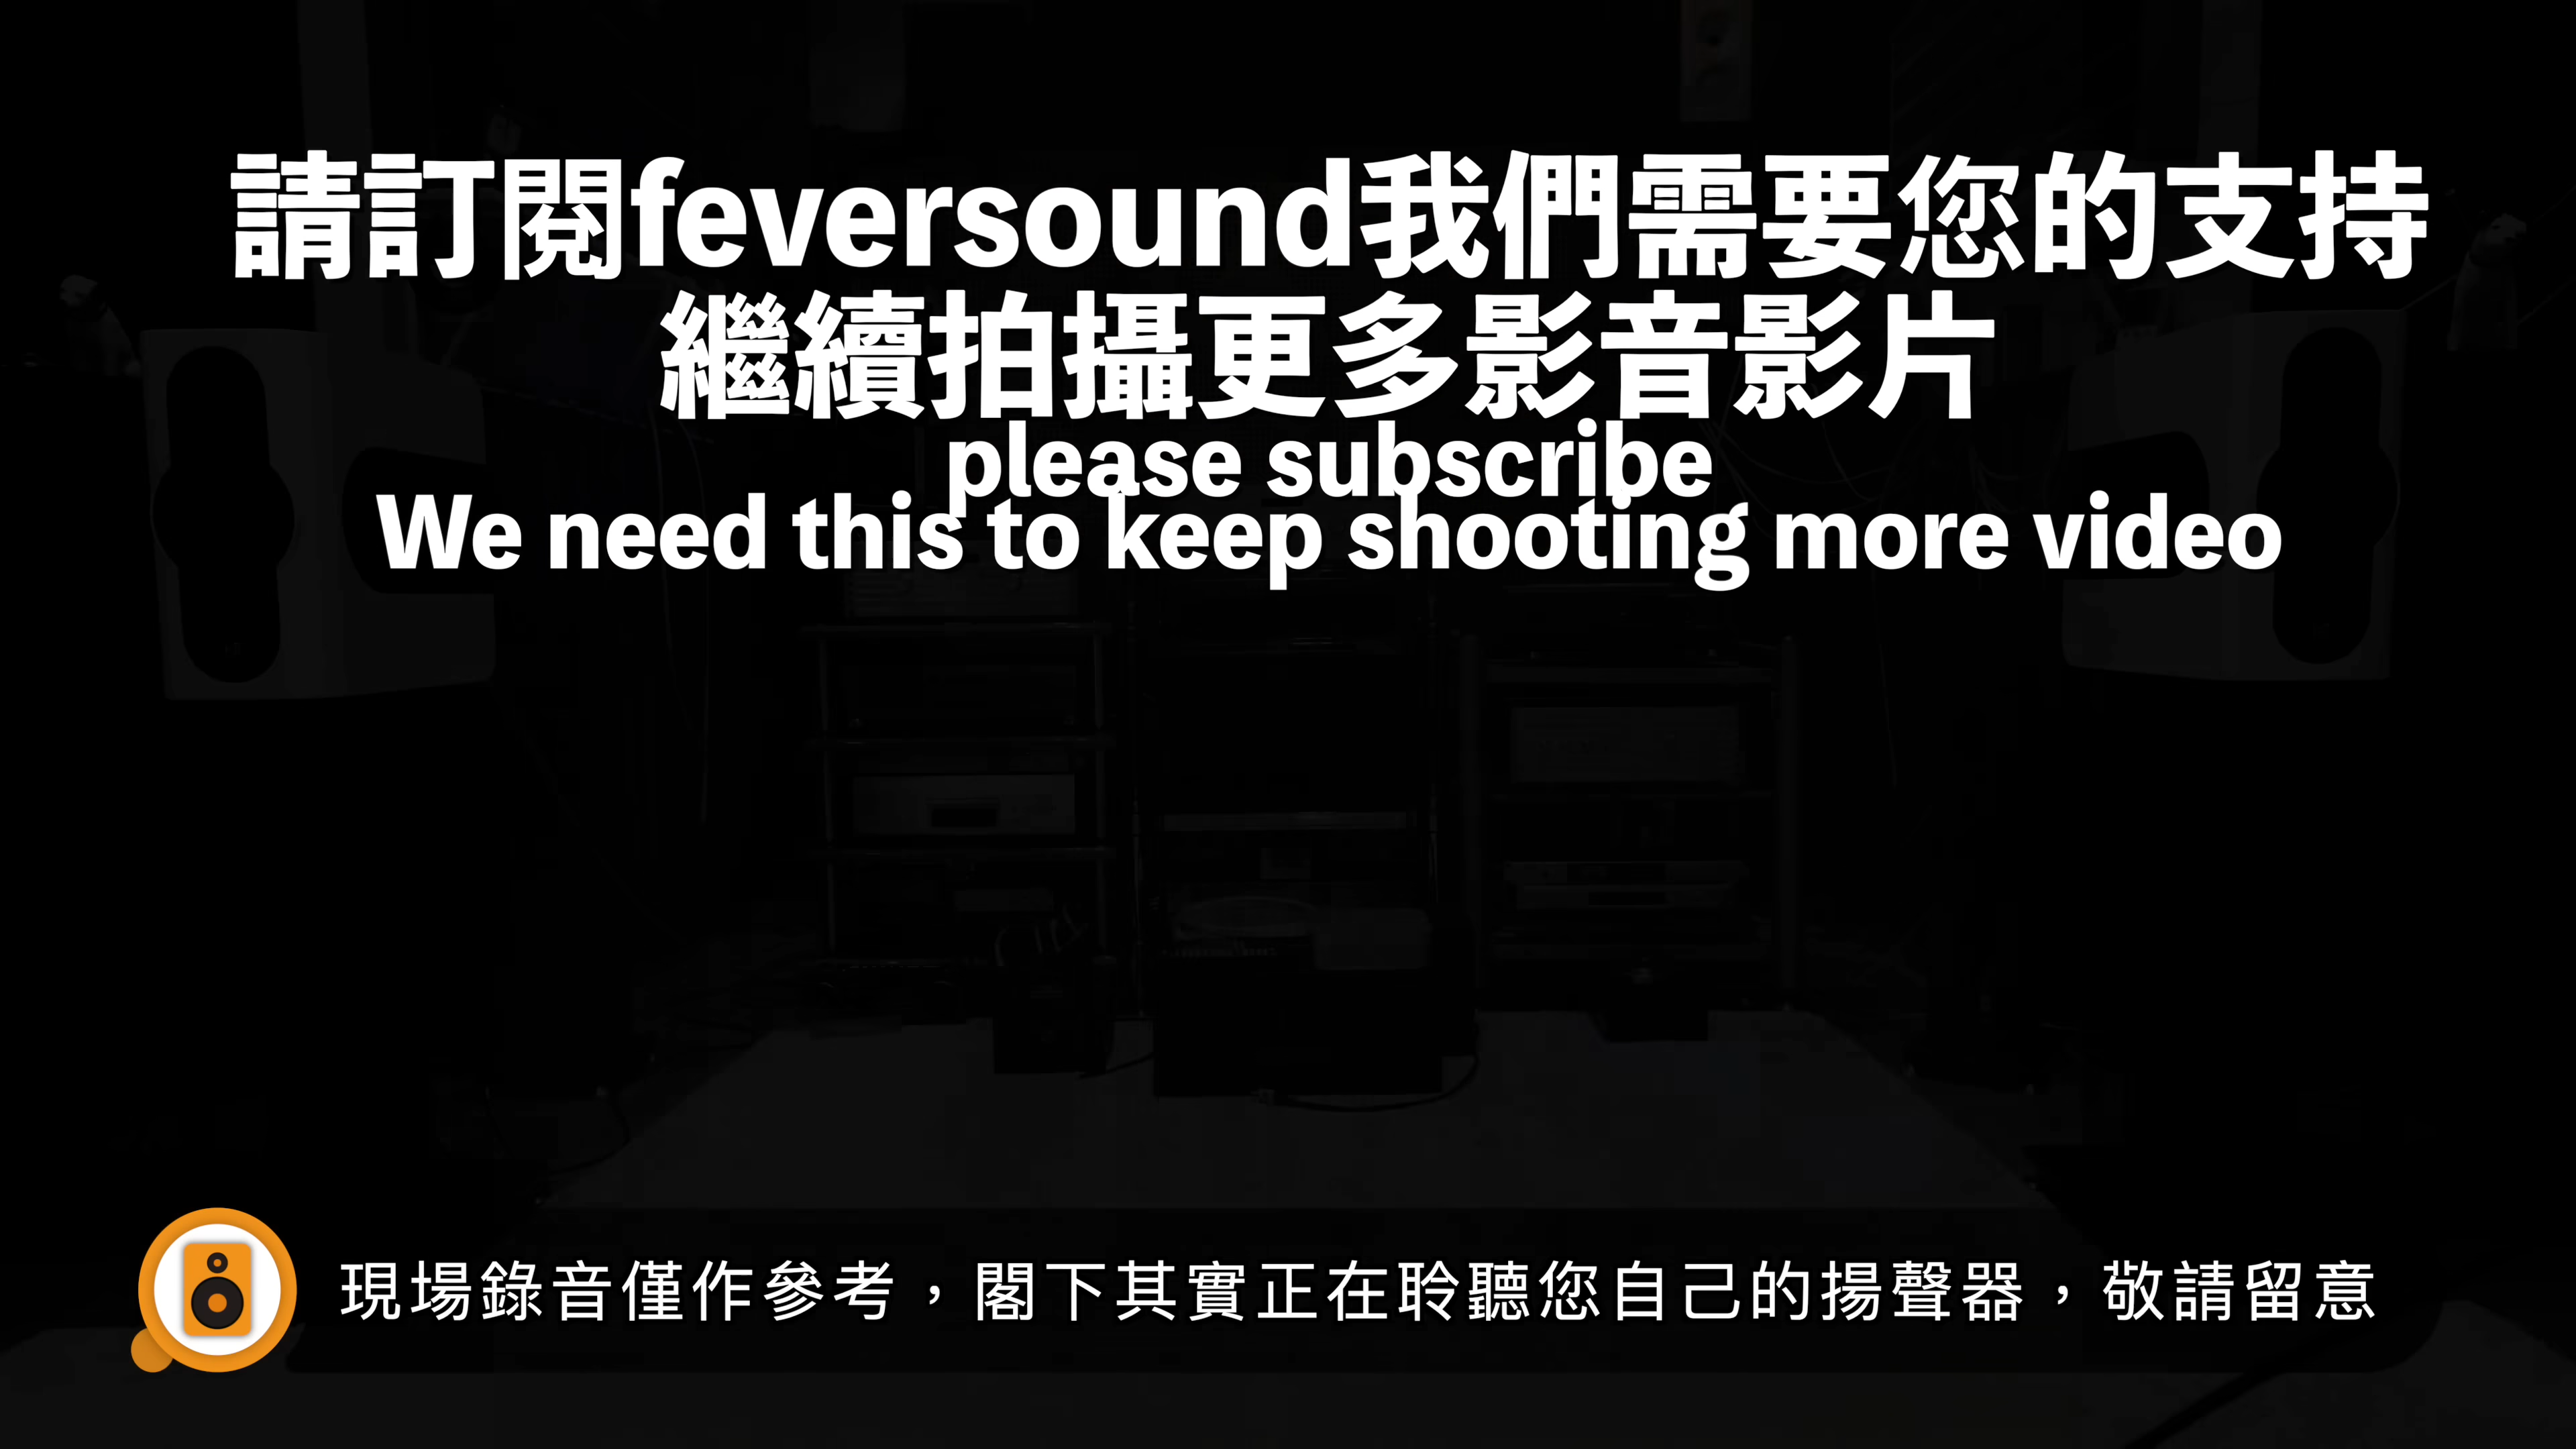 請訂閱feversound我們需要您的支持
繼續拍攝更多影音影片
please subscribe
We need this to keep shooting more video
現場錄音僅作參考，閣下其實正在聆聽您自己的揚聲器，敬請留意